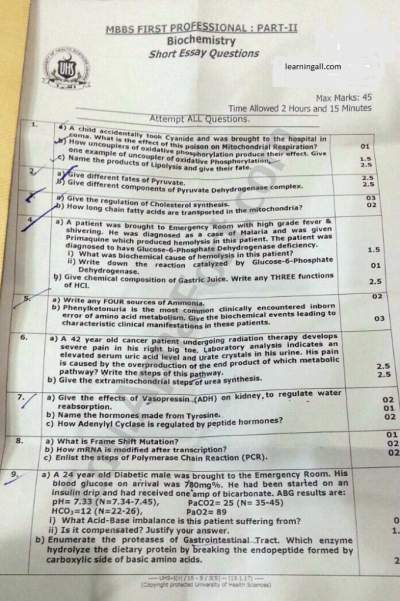 MBBS FIRST PROFESSIONAL : PART-II
Biochemistry
Short Essay Questions
learningall.com
UHS
Max Marks: 45
Time Allowed 2 Hours and 15 Minutes
Attempt ALL Questions.
1. a) A child accidentally took Cyanide and was brought to the hospital in
coma. What is the effect of this poison on Mitochondrial Respiration? 01
b) How uncouplers of oxidative phosphorylation produce their effect. Give
one example of uncoupler of oxidative Phosphorylation. 1.5
c) Name the products of Lipolysis and give their fate. 2.5
2. a) Give different fates of Pyruvate. 2.5
b) Give different components of Pyruvate Dehydrogenase complex. 2.5
a) Give the regulation of Cholesterol synthesis. 03
b) How long chain fatty acids are transported in the mitochondria? 02
4. a) A patient was brought to Emergency Room with high grade fever &
shivering. He was diagnosed as a case of Malaria and was given
Primaquine which produced hemolysis in this patient. The patient was
diagnosed to have Glucose-6-Phosphate Dehydrogenase deficiency.
i) What was biochemical cause of hemolysis in this patient? 1.5
ii) Write down the reaction catalyzed by Glucose-6-Phosphate
Dehydrogenase. 01
b) Give chemical composition of Gastric Juice. Write any THREE functions
of HCl. 2.5
5. a) Write any FOUR sources of Ammonia. 02
b) Phenylketonuria is the most common clinically encountered inborn
error of amino acid metabolism. Give the biochemical events leading to
characteristic clinical manifestations in these patients. 03
6. a) A 42 year old cancer patient undergoing radiation therapy develops
severe pain in his right big toe. Laboratory analysis indicates an
elevated serum uric acid level and urate crystals in his urine. His pain
is caused by the overproduction of the end product of which metabolic
pathway? Write the steps of this pathway. 2.5
b) Give the extramitochondrial steps of urea synthesis. 2.5
7. a) Give the effects of Vasopressin (ADH) on kidney, to regulate water
reabsorption. 02
b) Name the hormones made from Tyrosine. 01
c) How Adenylyl Cyclase is regulated by peptide hormones? 02
8. a) What is Frame Shift Mutation? 01
b) How mRNA is modified after transcription? 02
c) Enlist the steps of Polymerase Chain Reaction (PCR). 02
9. a) A 24 year old Diabetic male was brought to the Emergency Room. His
blood glucose on arrival was 780mg%. He had been started on an
insulin drip and had received one amp of bicarbonate. ABG results are:
pH= 7.33 (N=7.34-7.45), PaCO2= 25 (N= 35-45)
HCO3=12 (N=22-26), PaO2= 89
i) What Acid-Base imbalance is this patient suffering from?
ii) Is it compensated? Justify your answer.
b) Enumerate the proteases of Gastrointestinal Tract. Which enzyme
hydrolyze the dietary protein by breaking the endopeptide formed by
carboxylic side of basic amino acids.
(Copyright protected University of Health Sciences)